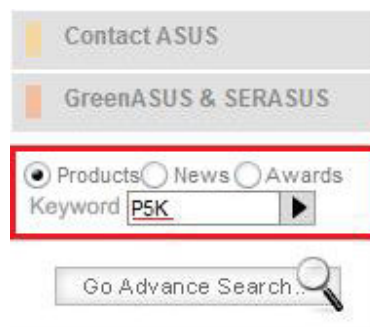 Contact ASUS
GreenASUS & SERASUS
Products News Awards
Keyword P5K
Go Advance Search..